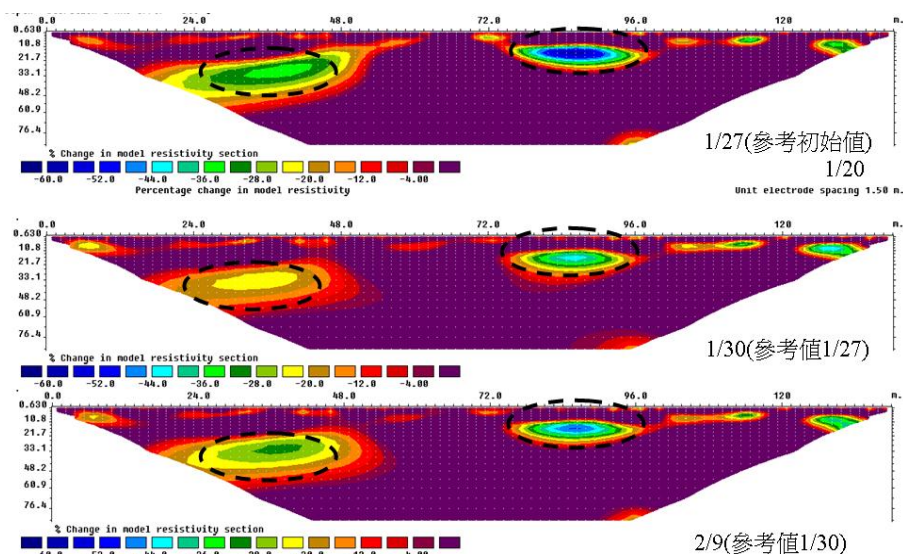 0.0 24.0 48.0 72.0 96.0 120 m.
0.630
10.8
21.7
33.1
48.2
60.9
76.4
1/27(參考初始值)
1/20
% Change in model resistivity section
-60.0 -52.0 -44.0 -36.0 -28.0 -20.0 -12.0 -4.00
Percentage change in model resistivity
Unit electrode spacing 1.50 m.
0.0 24.0 48.0 72.0 96.0 120 m.
0.630
10.8
21.7
33.1
48.2
60.9
76.4
1/30(參考值1/27)
% Change in model resistivity section
-60.0 -52.0 -44.0 -36.0 -28.0 -20.0 -12.0 -4.00
0.0 24.0 48.0 72.0 96.0 120 m.
0.630
10.8
21.7
33.1
48.2
60.9
76.4
2/9(參考值1/30)
% Change in model resistivity section